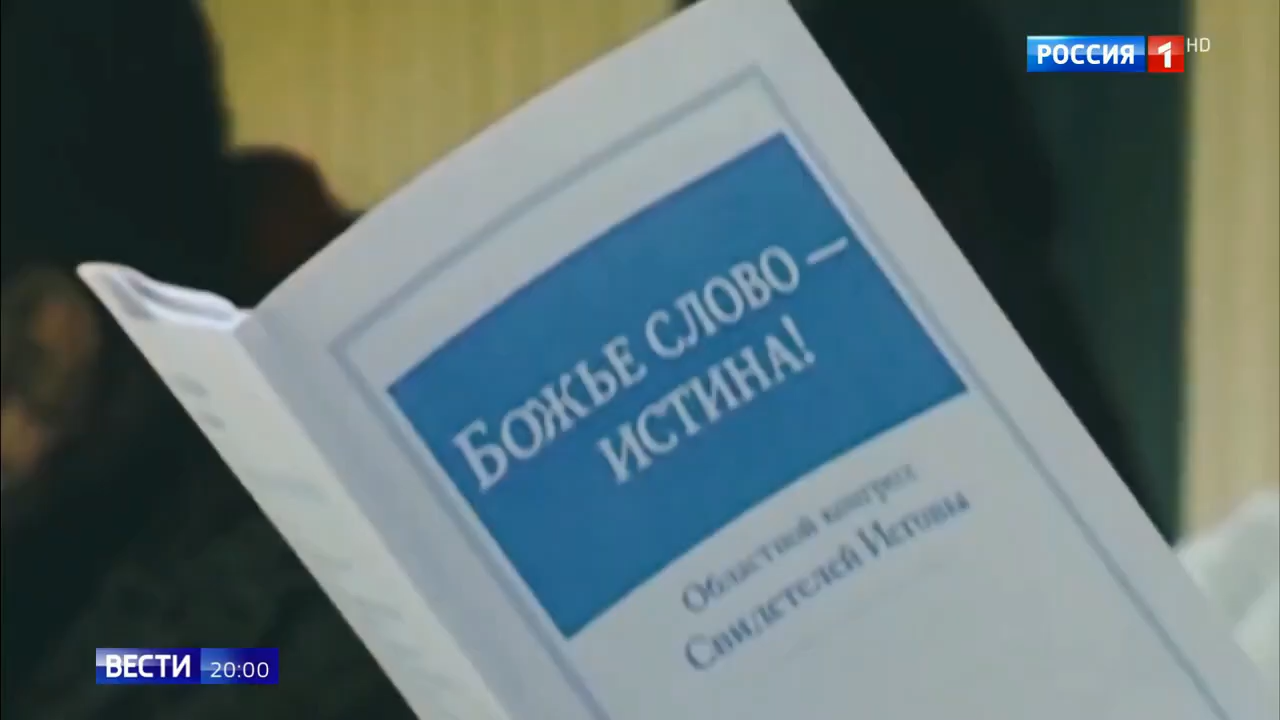 РОССИЯ 1 HD
БОЖЬЕ СЛОВО —
ИСТИНА!
Областной конгресс
Свидетелей Иеговы
ВЕСТИ 20:00